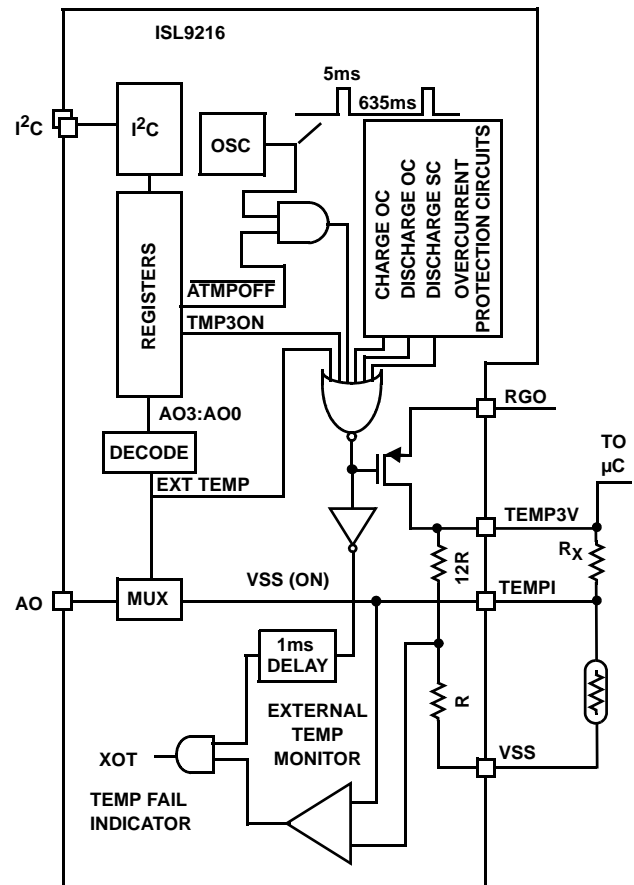 ISL9216
5ms
635ms
I²C
I²C
OSC
CHARGE OC
DISCHARGE OC
DISCHARGE SC
OVERCURRENT
PROTECTION CIRCUITS
REGISTERS
ATMPOFF
TMP3ON
AO3:AO0
RGO
DECODE
TO
µC
EXT TEMP
TEMP3V
12R
RX
AO
MUX
VSS (ON)
TEMPI
1ms
DELAY
R
EXTERNAL
TEMP
MONITOR
XOT
VSS
TEMP FAIL
INDICATOR